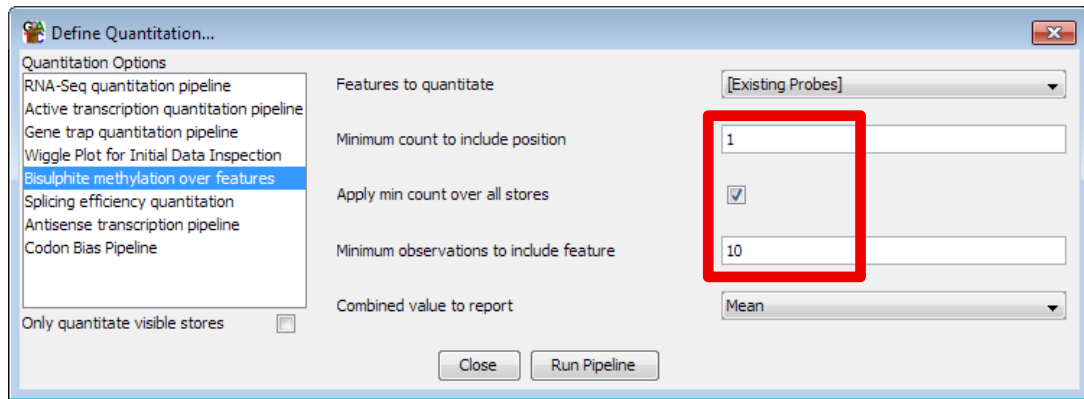 Define Quantitation...
Quantitation Options
RNA-Seq quantitation pipeline
Active transcription quantitation pipeline
Gene trap quantitation pipeline
Wiggle Plot for Initial Data Inspection
Bisulphite methylation over features
Splicing efficiency quantitation
Antisense transcription pipeline
Codon Bias Pipeline
Only quantitate visible stores
Features to quantitate [Existing Probes]
Minimum count to include position 1
Apply min count over all stores
Minimum observations to include feature 10
Combined value to report Mean
Close Run Pipeline